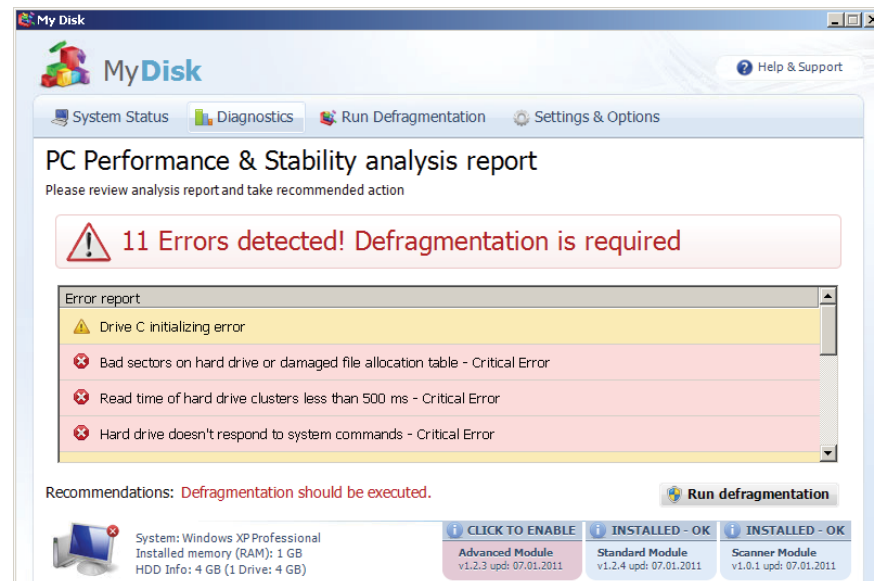 My Disk
MyDisk
Help & Support
System Status
Diagnostics
Run Defragmentation
Settings & Options
PC Performance & Stability analysis report
Please review analysis report and take recommended action
11 Errors detected! Defragmentation is required
Error report
Drive C initializing error
Bad sectors on hard drive or damaged file allocation table - Critical Error
Read time of hard drive clusters less than 500 ms - Critical Error
Hard drive doesn't respond to system commands - Critical Error
Recommendations: Defragmentation should be executed.
Run defragmentation
System: Windows XP Professional
Installed memory (RAM): 1 GB
HDD Info: 4 GB (1 Drive: 4 GB)
CLICK TO ENABLE
Advanced Module
v1.2.3 upd: 07.01.2011
INSTALLED - OK
Standard Module
v1.2.4 upd: 07.01.2011
INSTALLED - OK
Scanner Module
v1.0.1 upd: 07.01.2011